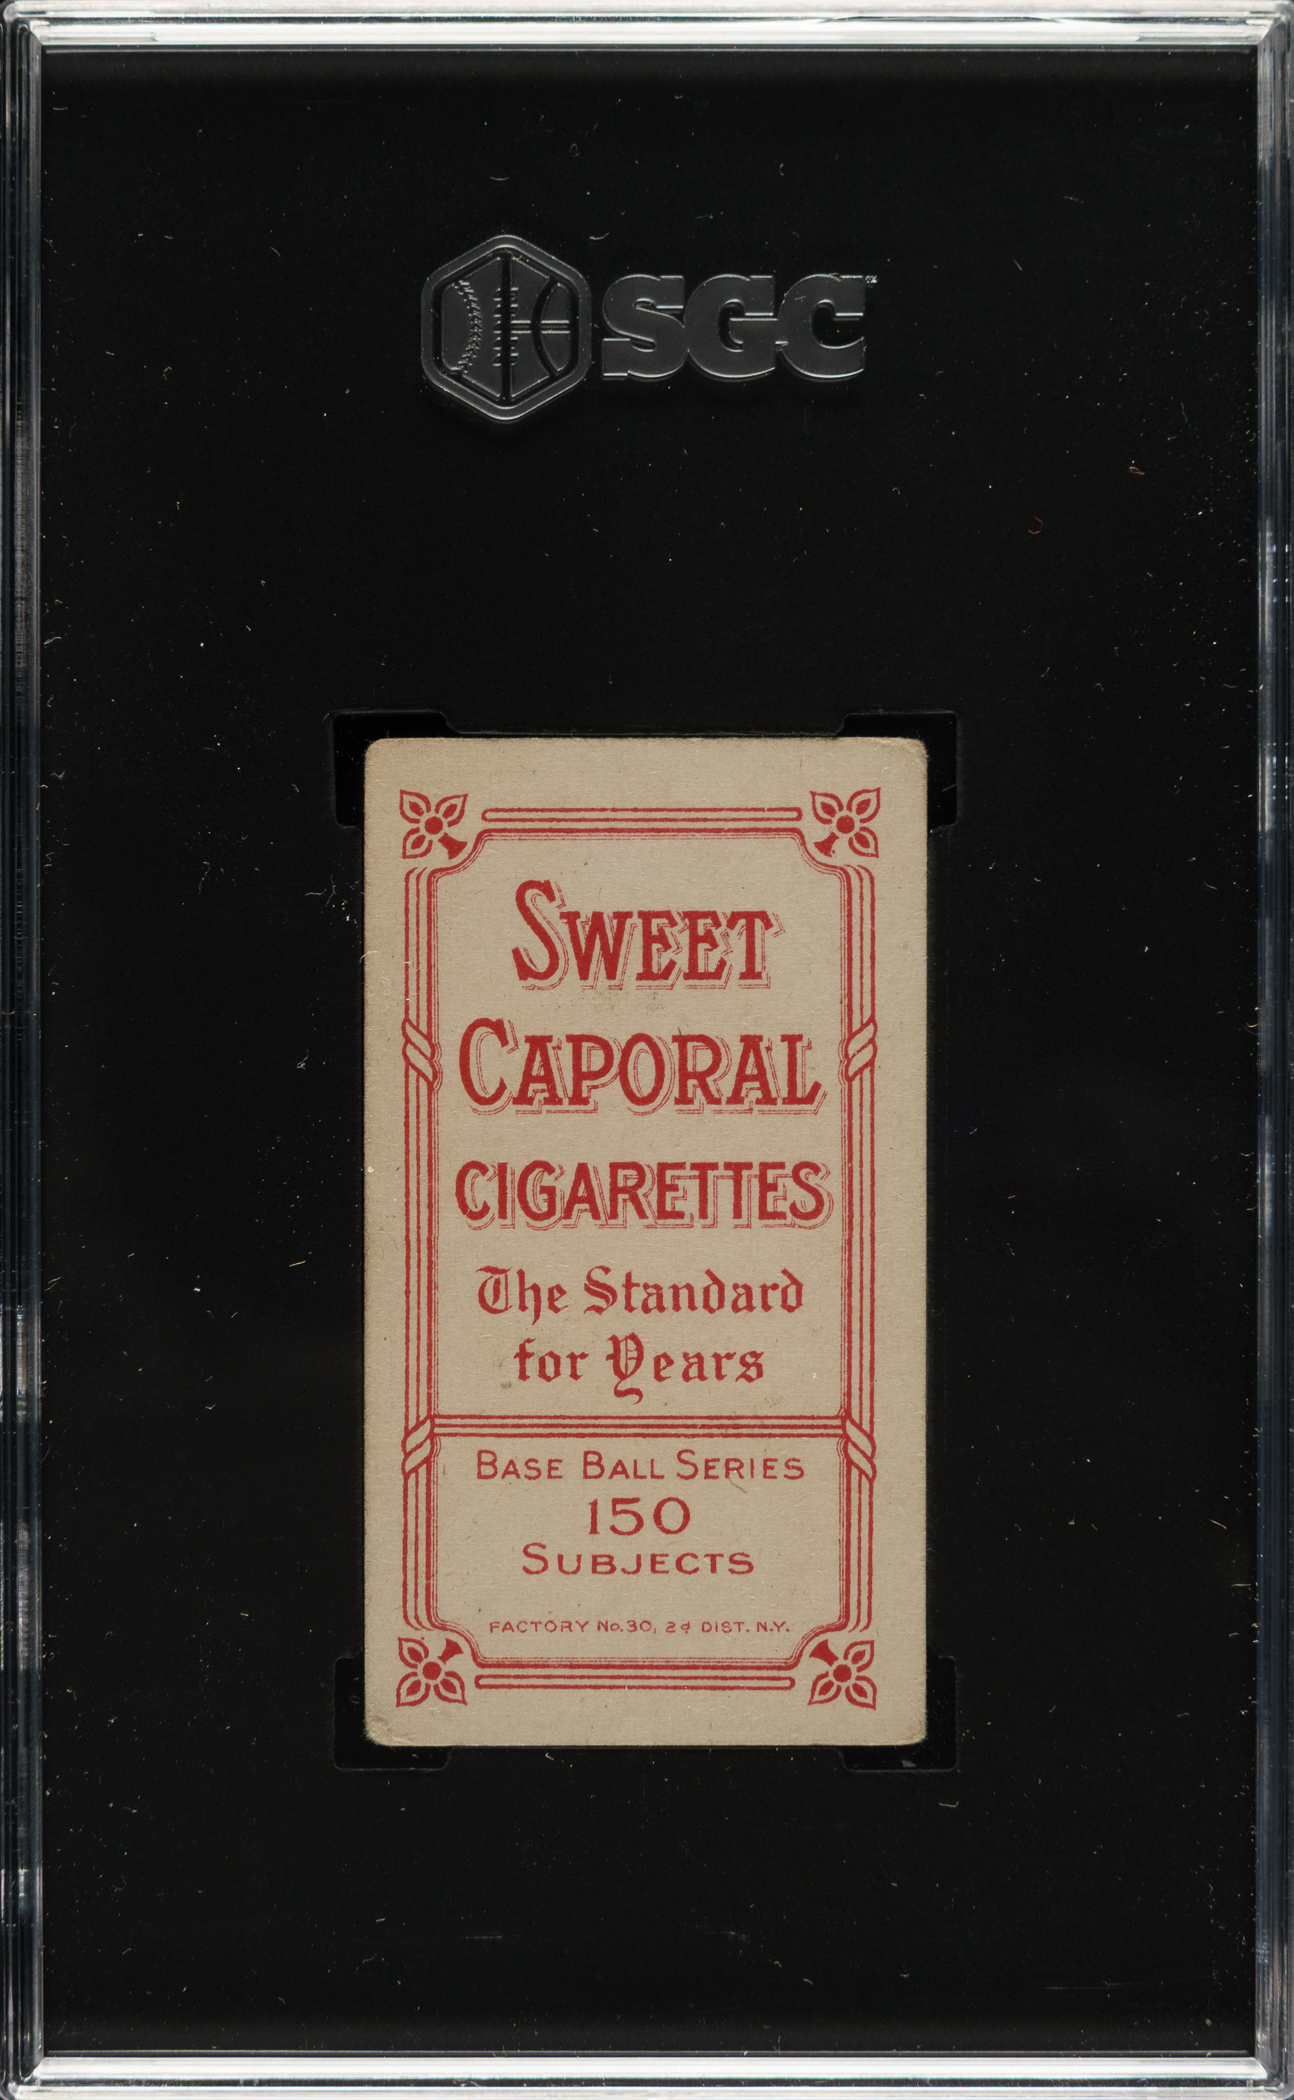 SGC
SWEET
CAPORAL
CIGARETTES
The Standard
for Years
BASE BALL SERIES
150
SUBJECTS
FACTORY No. 30, 2d DIST. N.Y.